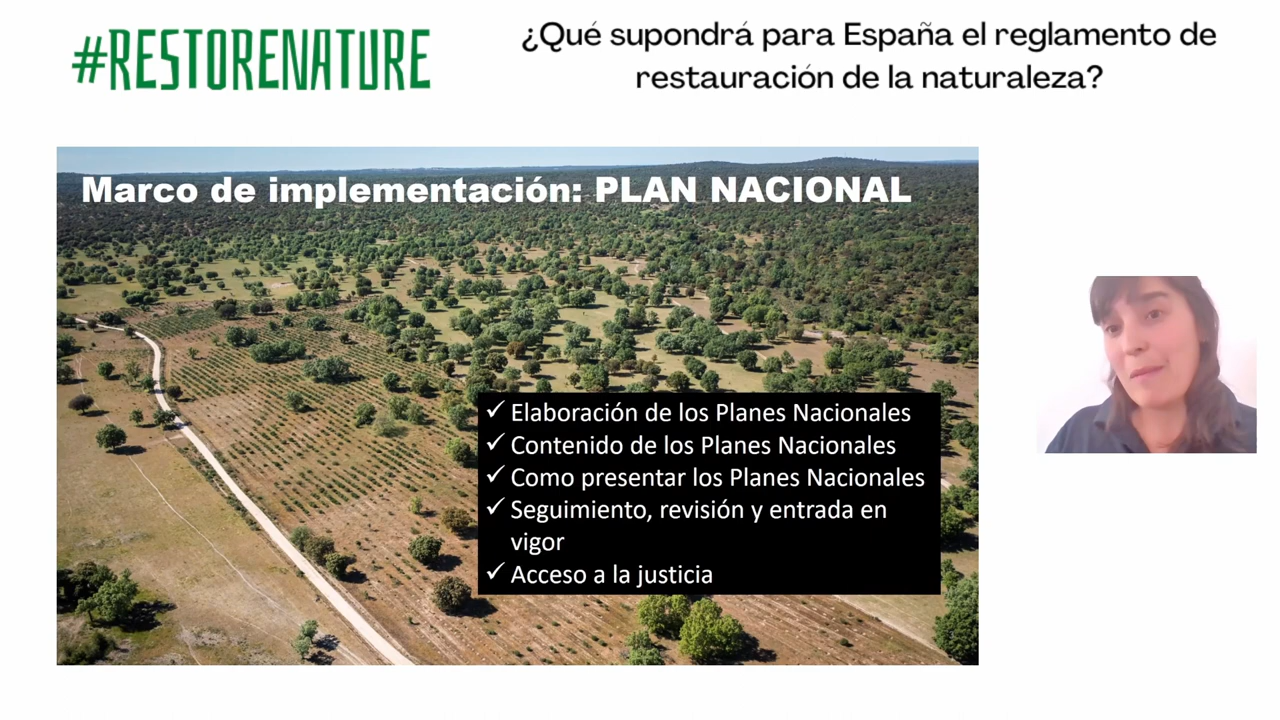 #RESTORENATURE
¿Qué supondrá para España el reglamento de
restauración de la naturaleza?
Marco de implementación: PLAN NACIONAL
✓ Elaboración de los Planes Nacionales
✓ Contenido de los Planes Nacionales
✓ Como presentar los Planes Nacionales
✓ Seguimiento, revisión y entrada en
vigor
✓ Acceso a la justicia